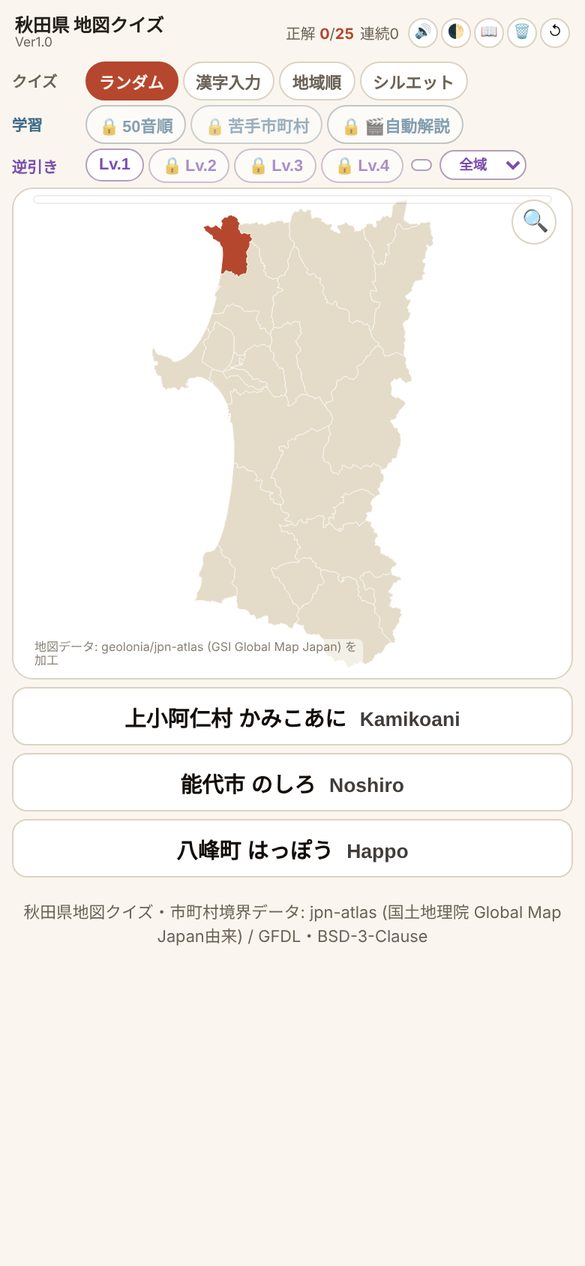 秋田県 地図クイズ
Ver1.0
正解 0/25 連続0
クイズ ランダム 漢字入力 地域順 シルエット
学習 50音順 苦手市町村 自動解説
逆引き Lv.1 Lv.2 Lv.3 Lv.4 全域
地図データ: geolonia/jpn-atlas (GSI Global Map Japan) を
加工
上小阿仁村 かみこあに Kamikoani
能代市 のしろ Noshiro
八峰町 はっぽう Happo
秋田県地図クイズ・市町村境界データ: jpn-atlas (国土地理院 Global Map
Japan由来) / GFDL・BSD-3-Clause